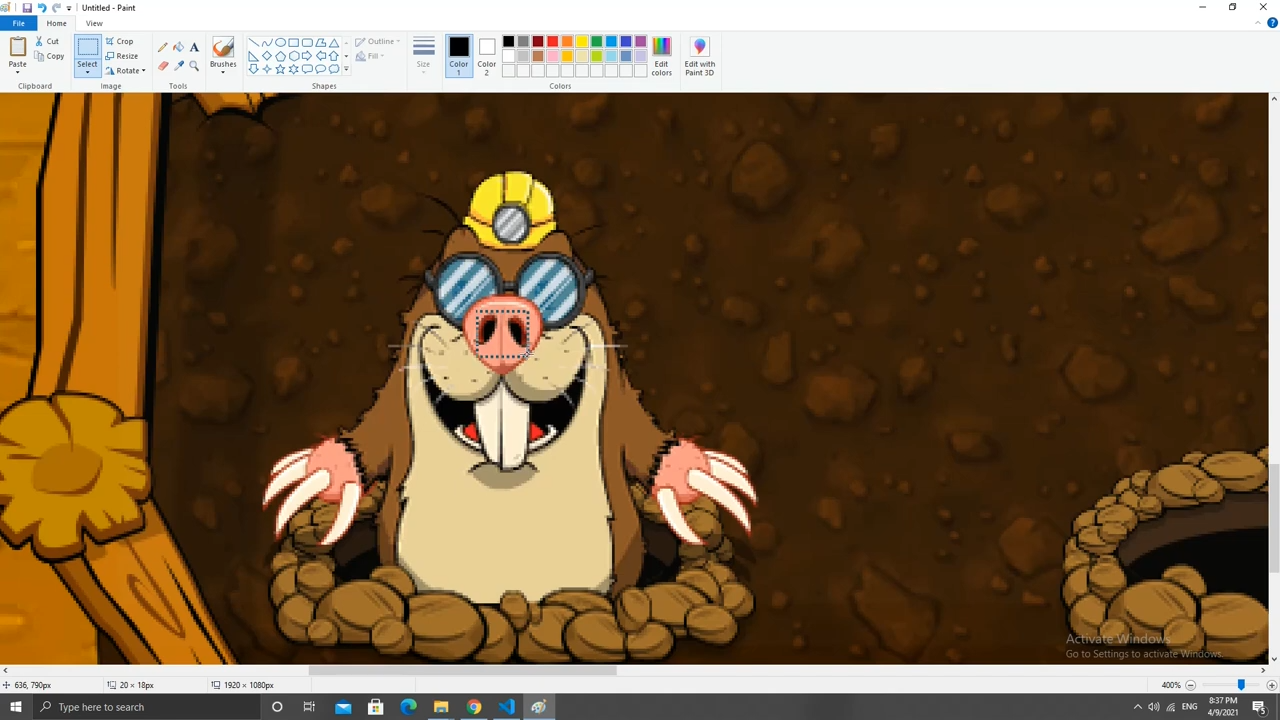 Untitled - Paint
File
Home
View
Paste
Cut
Copy
Clipboard
Select
Crop
Resize
Rotate
Image
A
Tools
Brushes
Outline
Fill
Shapes
Size
Color
1
Color
2
Edit
colors
Colors
Edit with
Paint 3D
Activate Windows
Go to Settings to activate Windows.
636, 790px
20 × 18px
1920 × 1080px
400%
Type here to search
ENG
8:37 PM
4/9/2021
5